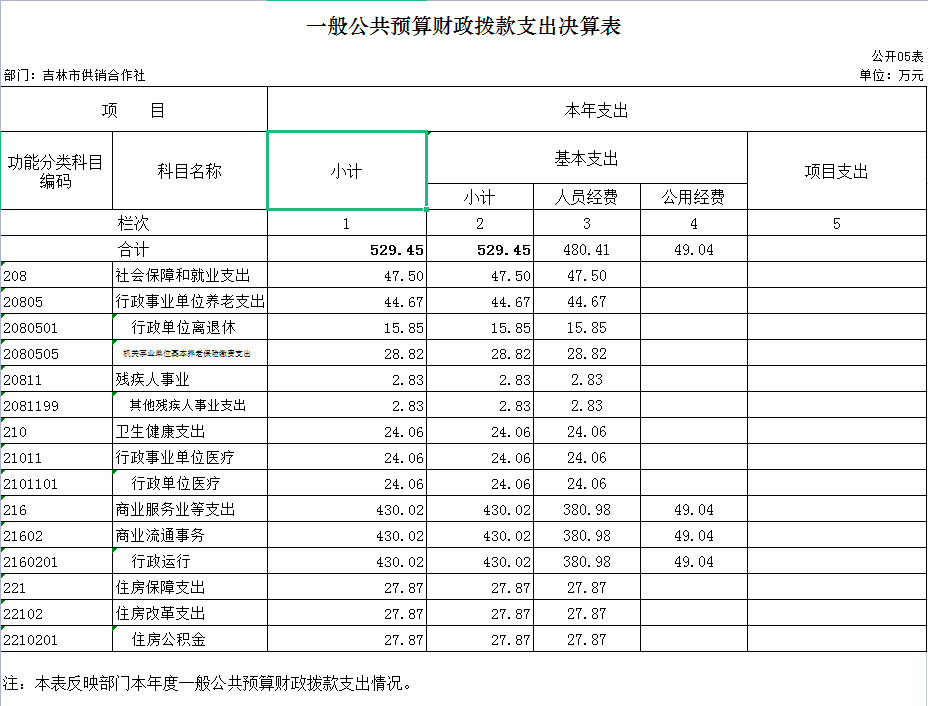 一般公共预算财政拨款支出决算表
公开05表
部门：吉林市供销合作社 单位：万元
项 目 本年支出
功能分类科目编码 科目名称 小计 基本支出 项目支出
小计 人员经费 公用经费
栏次 1 2 3 4 5
合计 529.45 529.45 480.41 49.04
208 社会保障和就业支出 47.50 47.50 47.50
20805 行政事业单位养老支出 44.67 44.67 44.67
2080501 行政单位离退休 15.85 15.85 15.85
2080505 机关事业单位基本养老保险缴费支出 28.82 28.82 28.82
20811 残疾人事业 2.83 2.83 2.83
2081199 其他残疾人事业支出 2.83 2.83 2.83
210 卫生健康支出 24.06 24.06 24.06
21011 行政事业单位医疗 24.06 24.06 24.06
2101101 行政单位医疗 24.06 24.06 24.06
216 商业服务业等支出 430.02 430.02 380.98 49.04
21602 商业流通事务 430.02 430.02 380.98 49.04
2160201 行政运行 430.02 430.02 380.98 49.04
221 住房保障支出 27.87 27.87 27.87
22102 住房改革支出 27.87 27.87 27.87
2210201 住房公积金 27.87 27.87 27.87
注：本表反映部门本年度一般公共预算财政拨款支出情况。